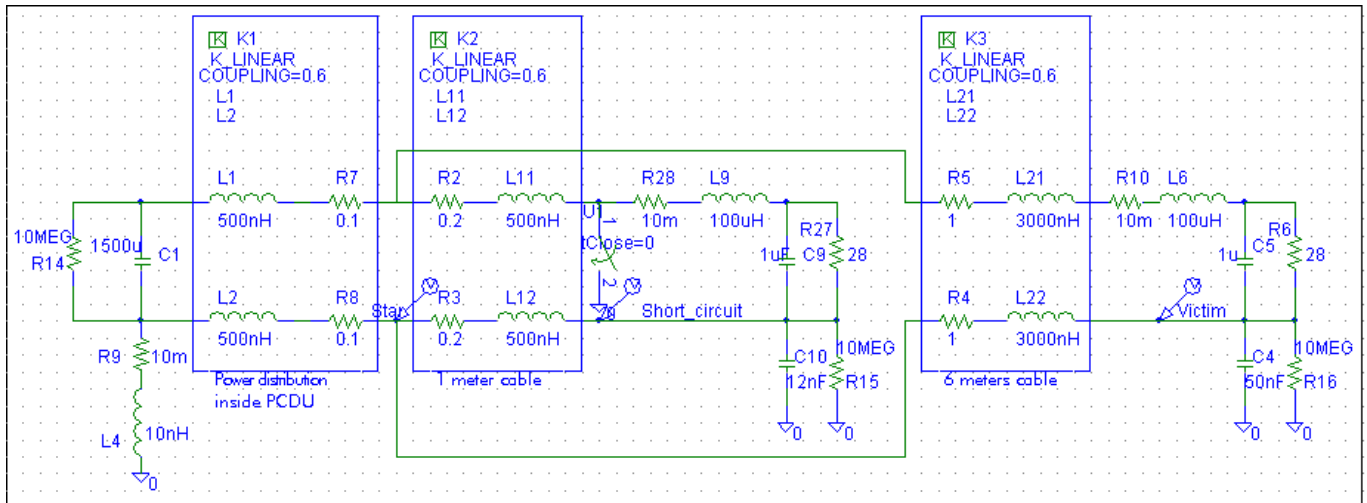 K K1
K_LINEAR
COUPLING=0.6
L1
L2
K K2
K_LINEAR
COUPLING=0.6
L11
L12
K K3
K_LINEAR
COUPLING=0.6
L21
L22
L1
500nH
R7
0.1
R2
0.2
L11
500nH
U1
1
tClose=0
2
R28
10m
L9
100uH
R5
1
L21
3000nH
R10
10m
L6
100uH
10MEG
R14
1500u
C1
1uF
C9
R27
28
1u
C5
R6
28
L2
500nH
R8
0.1
Star
V
R3
0.2
L12
500nH
0
V
Short_circuit
R4
1
L22
3000nH
V
Victim
R9
10m
L4
10nH
0
C10
12nF
10MEG
R15
0
0
C4
50nF
10MEG
R16
0
0
Power distribution
inside PCDU
1 meter cable
6 meters cable